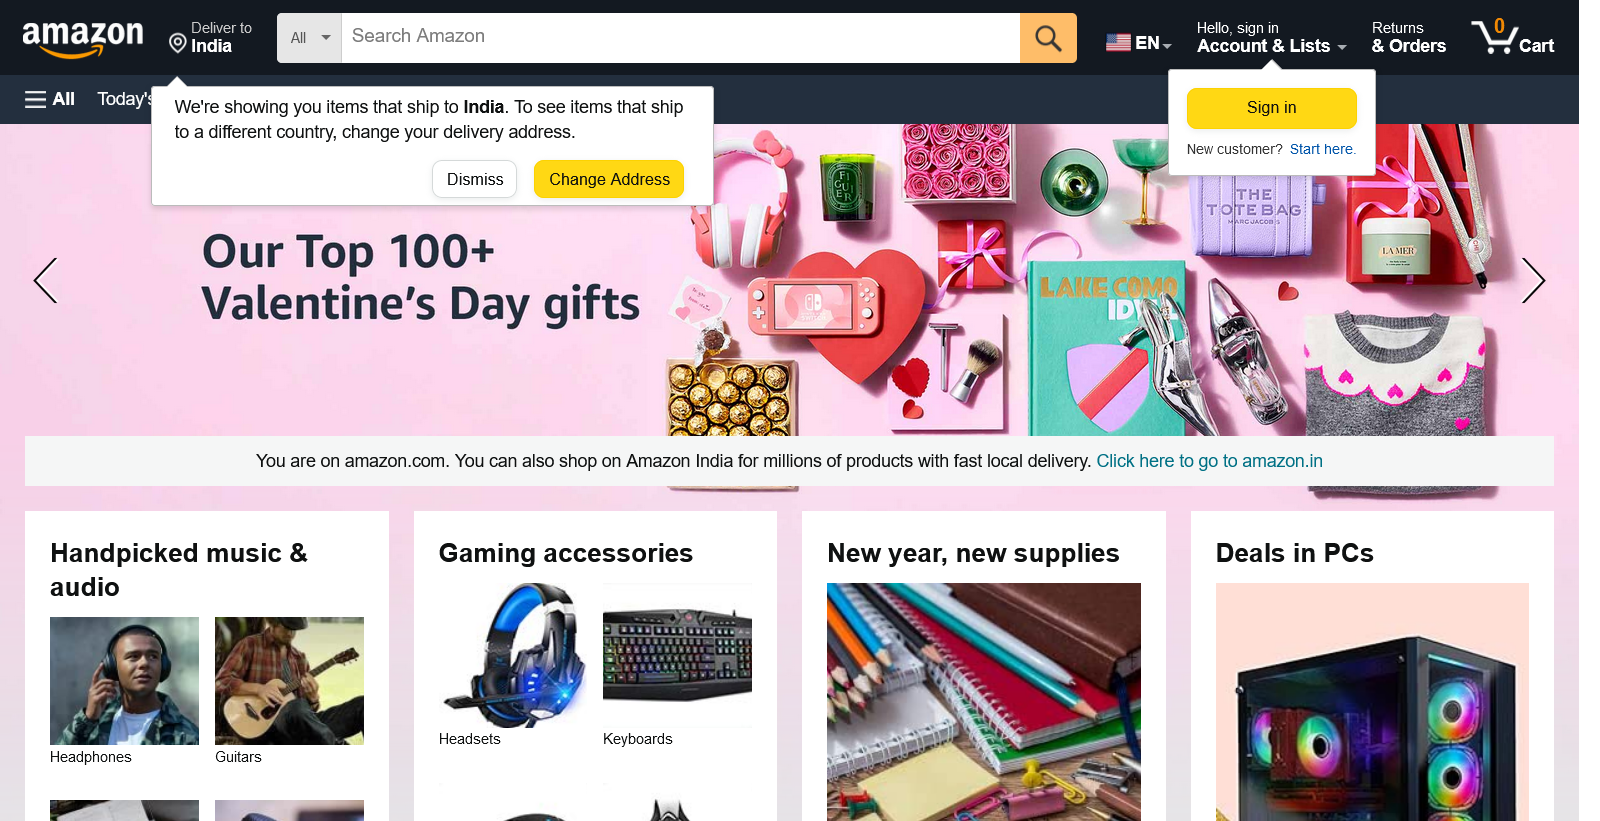 amazon
Deliver to
India
All
Search Amazon
EN
Hello, sign in
Account & Lists
Returns
& Orders
0
Cart
All
Today's
We're showing you items that ship to India. To see items that ship
to a different country, change your delivery address.
Dismiss
Change Address
Sign in
New customer? Start here.
Our Top 100+
Valentine's Day gifts
FIGUIER
THE
TOTE BAG
MARC JACOBS
LA MER
CHI
LAKE COMO
IDYLL
SWITCH
You are on amazon.com. You can also shop on Amazon India for millions of products with fast local delivery. Click here to go to amazon.in
Handpicked music &
audio
Headphones
Guitars
Gaming accessories
Headsets
Keyboards
New year, new supplies
Deals in PCs